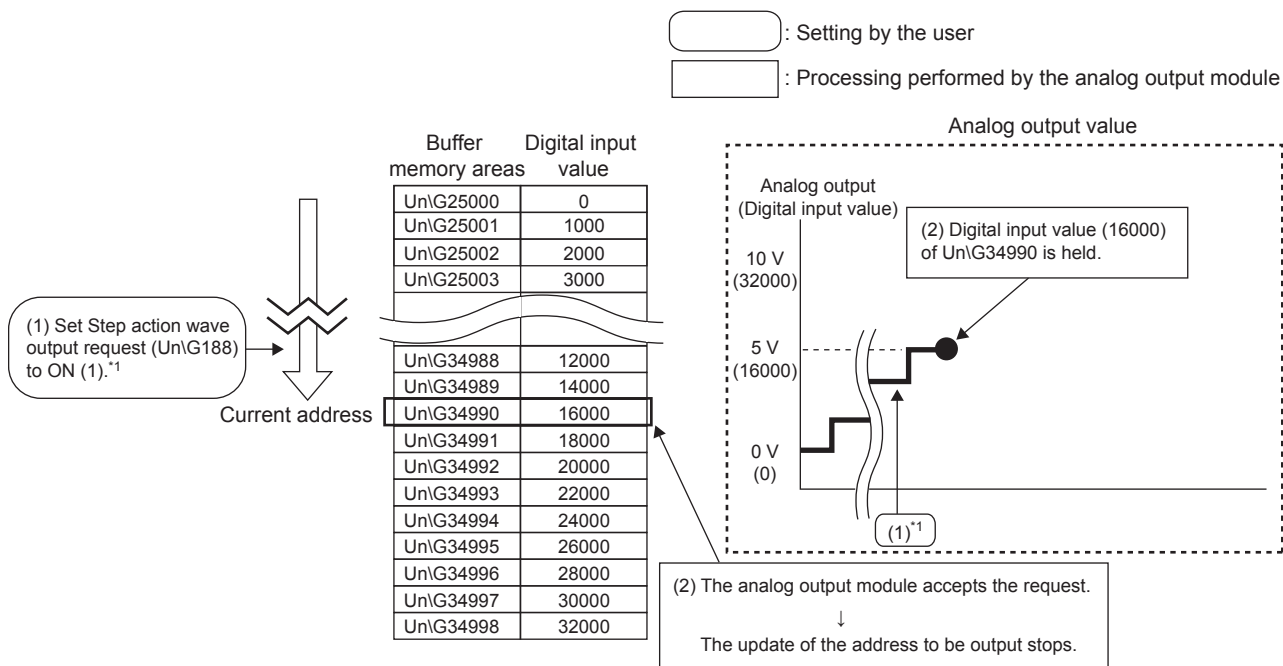 : Setting by the user
: Processing performed by the analog output module
Buffer memory areas
Digital input value
Un\G25000 0
Un\G25001 1000
Un\G25002 2000
Un\G25003 3000
Un\G34988 12000
Un\G34989 14000
Un\G34990 16000
Un\G34991 18000
Un\G34992 20000
Un\G34993 22000
Un\G34994 24000
Un\G34995 26000
Un\G34996 28000
Un\G34997 30000
Un\G34998 32000
(1) Set Step action wave
output request (Un\G188)
to ON (1).*1
Current address
Analog output value
Analog output
(Digital input value)
10 V
(32000)
5 V
(16000)
0 V
(0)
(2) Digital input value (16000)
of Un\G34990 is held.
(1)*1
(2) The analog output module accepts the request.
↓
The update of the address to be output stops.